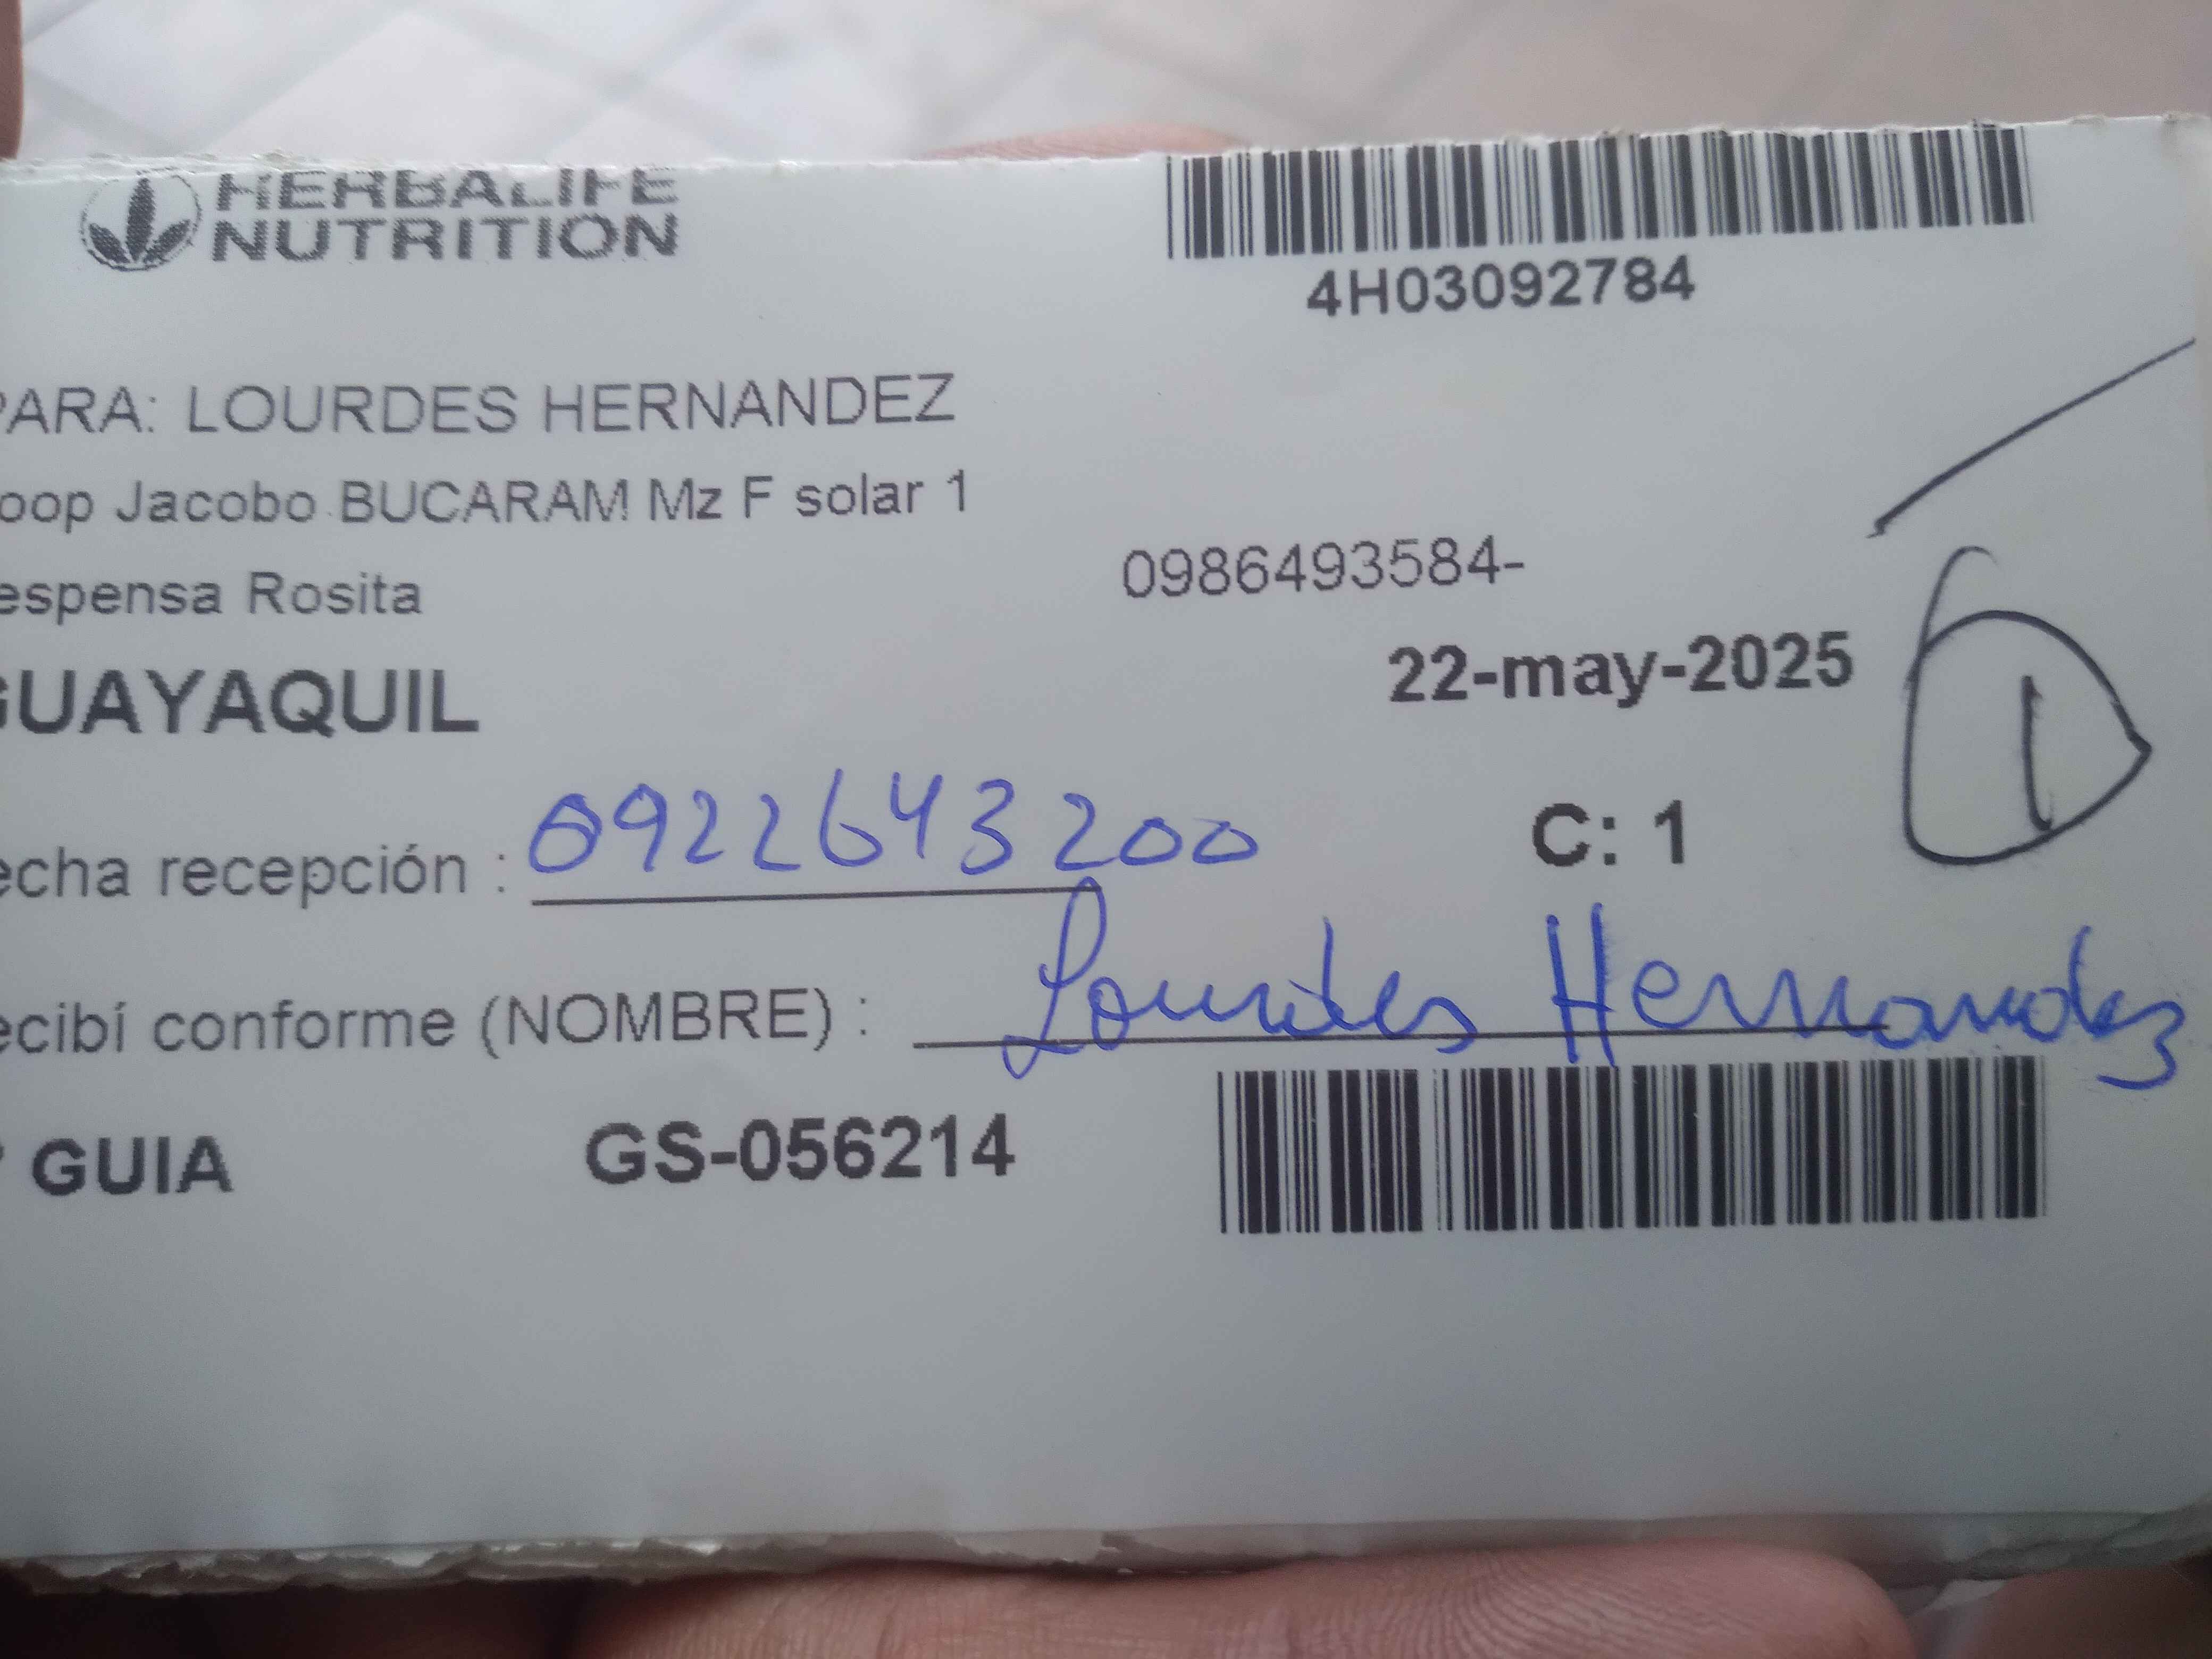 HERBALIFE
NUTRITION
4H03092784
PARA: LOURDES HERNANDEZ
oop Jacobo BUCARAM Mz F solar 1
espensa Rosita
0986493584-
GUAYAQUIL
22-may-2025
1
echa recepción : 0922643200
C: 1
ecibí conforme (NOMBRE) : Lourdes Hernandez
GUIA GS-056214